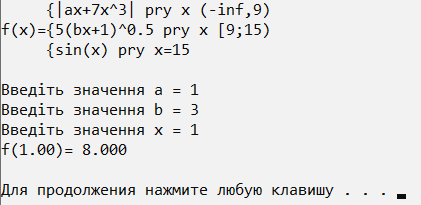 {|ax+7x^3| pry x (-inf,9)
f(x)={5(bx+1)^0.5 pry x [9;15)
{sin(x) pry x=15
Введіть значення a = 1
Введіть значення b = 3
Введіть значення x = 1
f(1.00)= 8.000
Для продолжения нажмите любую клавишу . . .